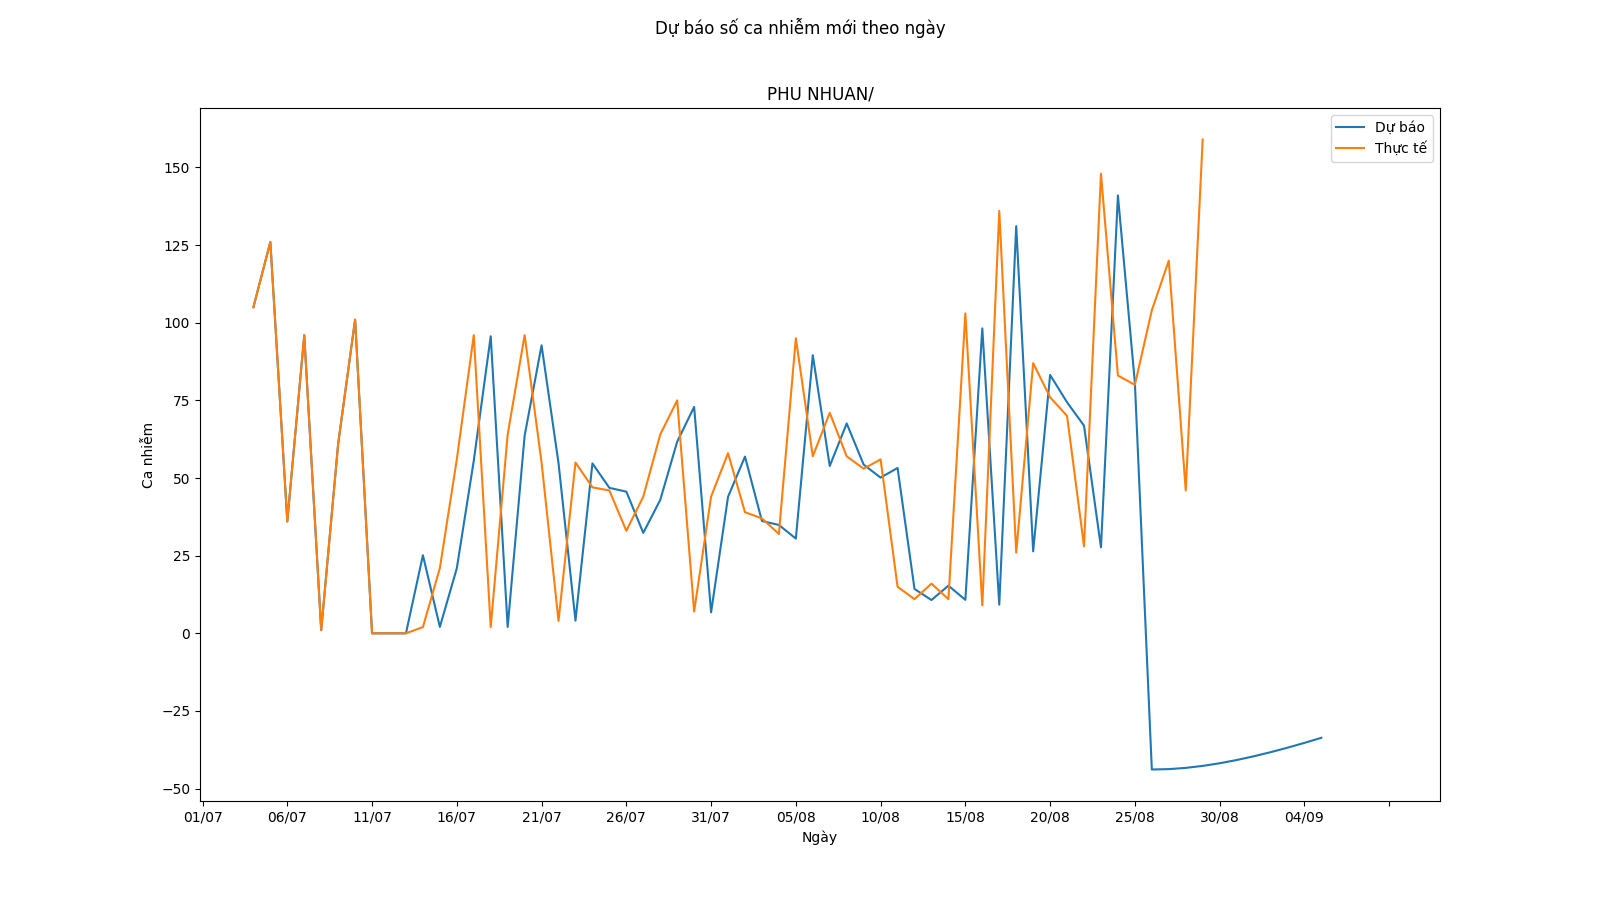 Dự báo số ca nhiễm mới theo ngày
PHU NHUAN/
Dự báo
Thực tế
150
125
100
75
50
25
0
−25
−50
Ca nhiễm
01/07 06/07 11/07 16/07 21/07 26/07 31/07 05/08 10/08 15/08 20/08 25/08 30/08 04/09
Ngày